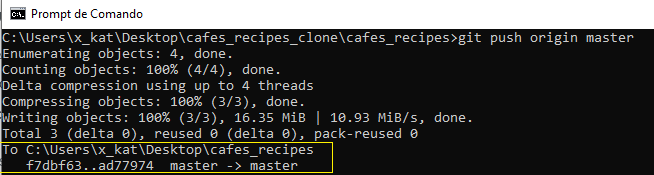 Prompt de Comando
C:\Users\x_kat\Desktop\cafes_recipes_clone\cafes_recipes>git push origin master
Enumerating objects: 4, done.
Counting objects: 100% (4/4), done.
Delta compression using up to 4 threads
Compressing objects: 100% (3/3), done.
Writing objects: 100% (3/3), 16.35 MiB | 10.93 MiB/s, done.
Total 3 (delta 0), reused 0 (delta 0), pack-reused 0
To C:\Users\x_kat\Desktop\cafes_recipes
   f7dbf63..ad77974  master -> master